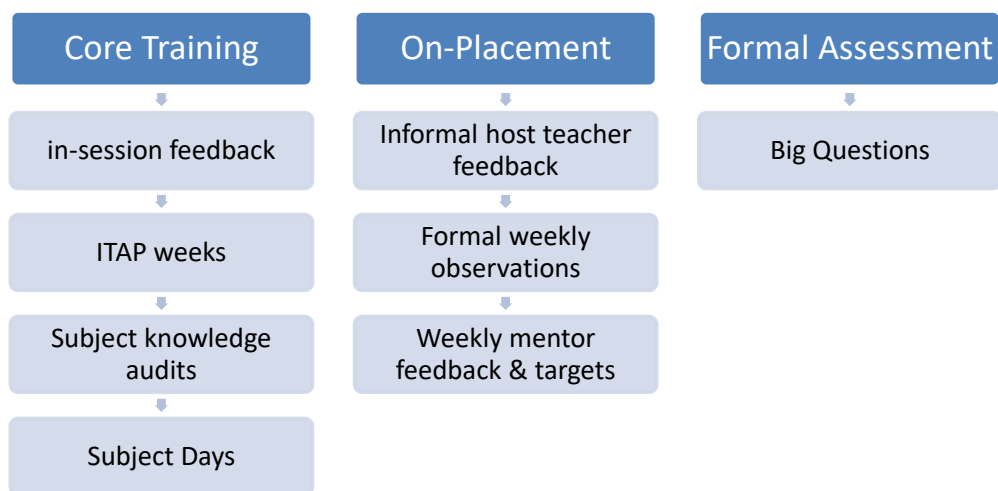 Core Training
in-session feedback
ITAP weeks
Subject knowledge
audits
Subject Days
On-Placement
Informal host teacher
feedback
Formal weekly
observations
Weekly mentor
feedback & targets
Formal Assessment
Big Questions